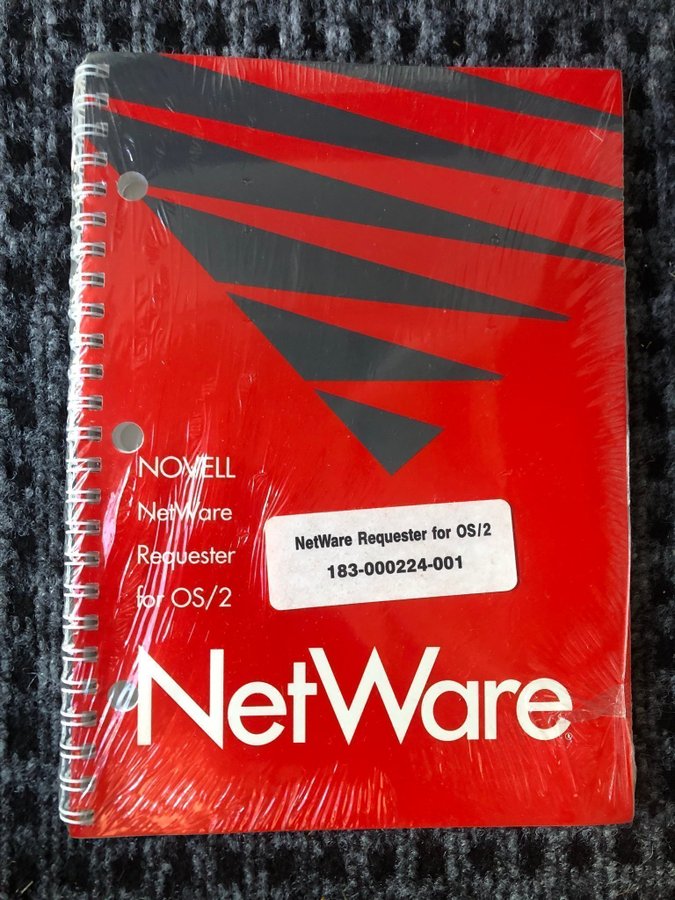 NOVELL
NetWare
Requester
for OS/2
NetWare Requester for OS/2
183-000224-001
NetWare®